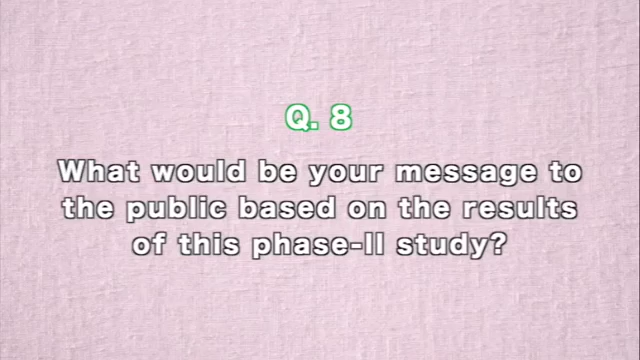 Q. 8
What would be your message to
the public based on the results
of this phase-II study?